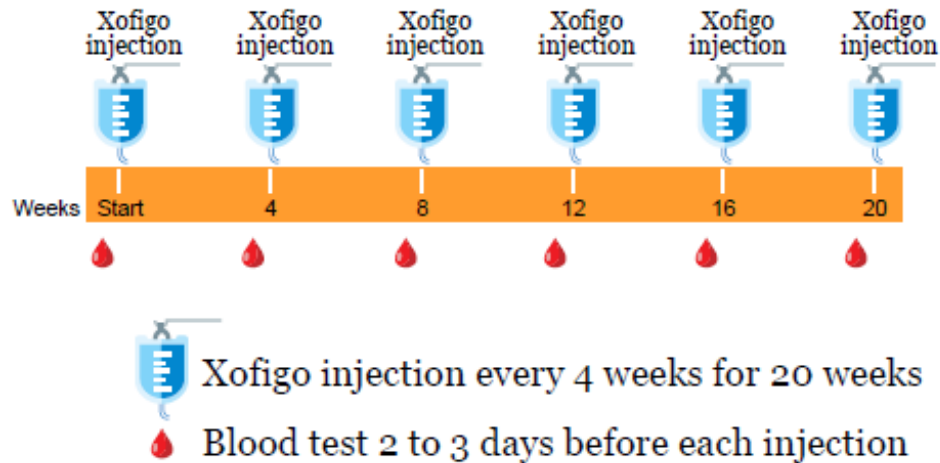 Xofigo injection Xofigo injection Xofigo injection Xofigo injection Xofigo injection Xofigo injection
Weeks Start 4 8 12 16 20
Xofigo injection every 4 weeks for 20 weeks
Blood test 2 to 3 days before each injection